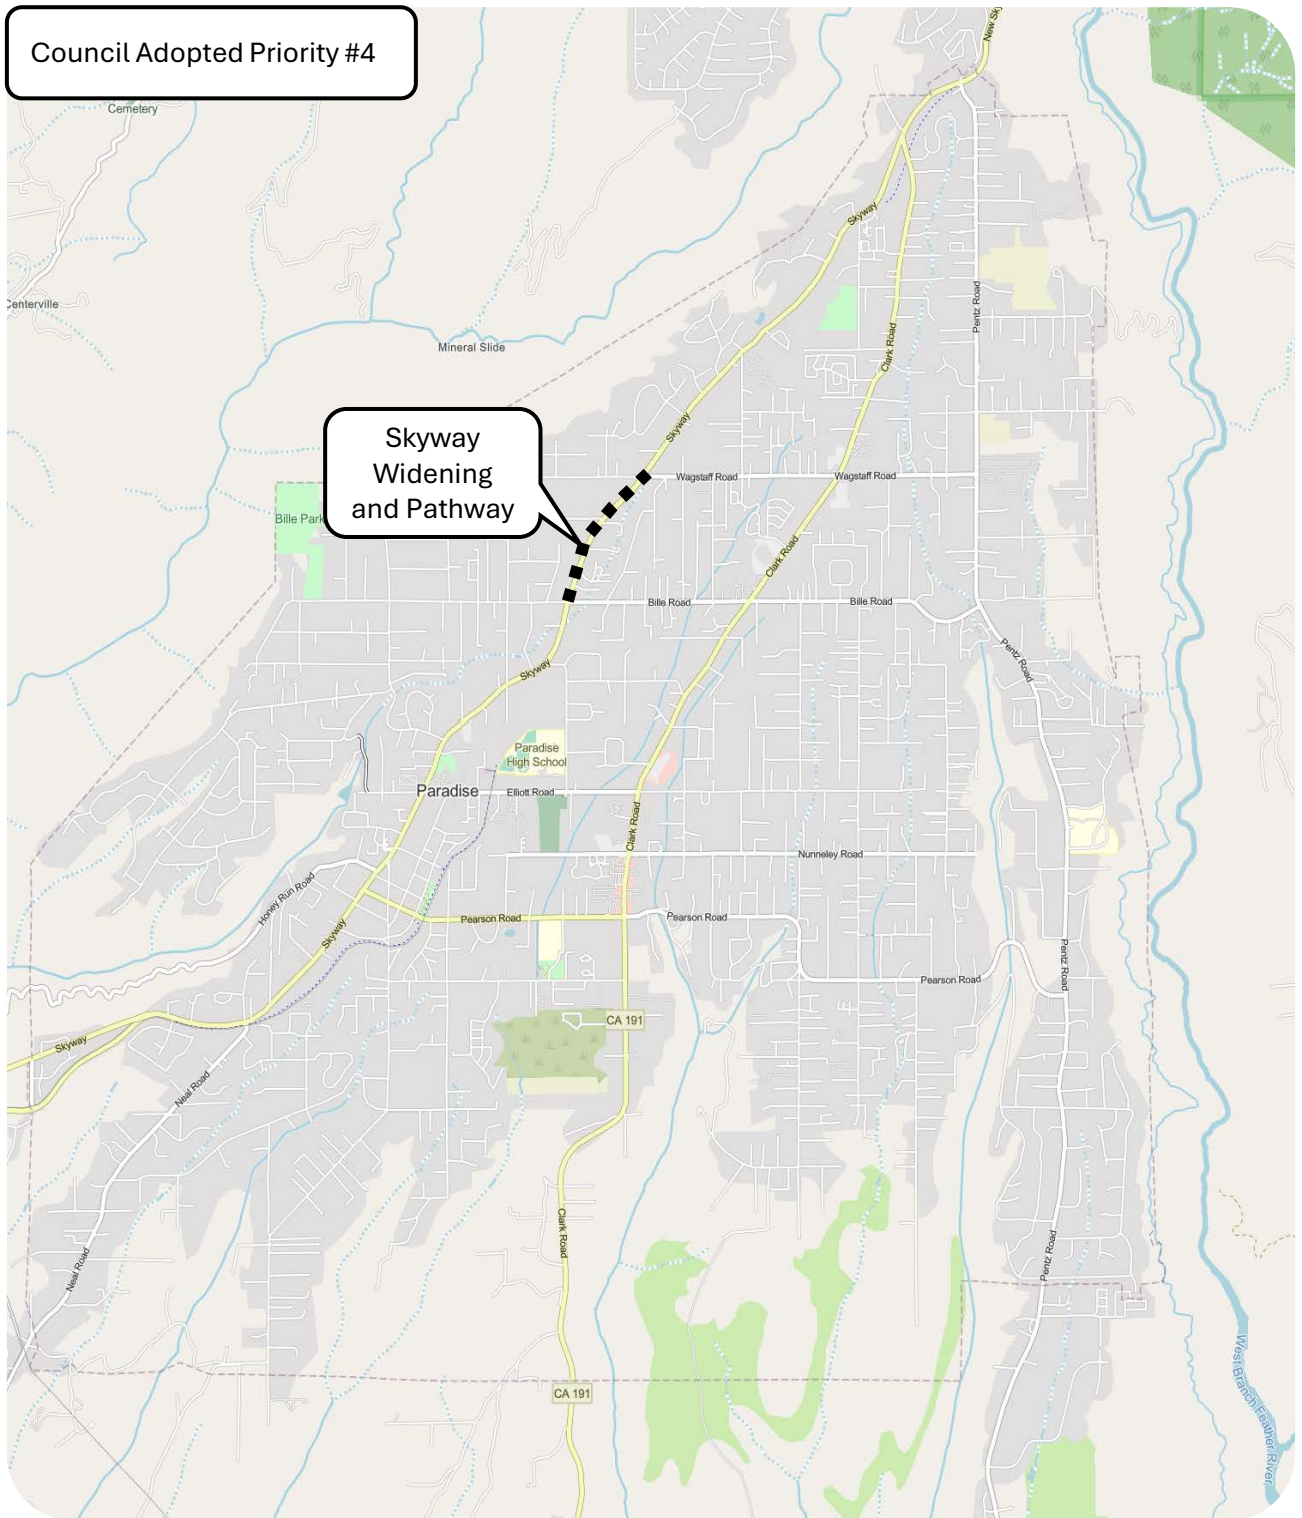 Council Adopted Priority #4
New Sk
Cemetery
Skyway
Centerville
Pentz Road
Mineral Slide
Clark Road
Skyway
Skyway
Widening
and Pathway
Wagstaff Road
Wagstaff Road
Bille Park
Clark Road
Bille Road
Bille Road
Pentz Road
Skyway
Paradise
High School
Paradise
Elliott Road
Clark Road
Nunneley Road
Honey Run Road
Pearson Road
Pearson Road
Skyway
Pentz Road
Pearson Road
CA 191
Skyway
Neal Road
Clark Road
Pentz Road
Neal Road
CA 191
West Branch Feather River